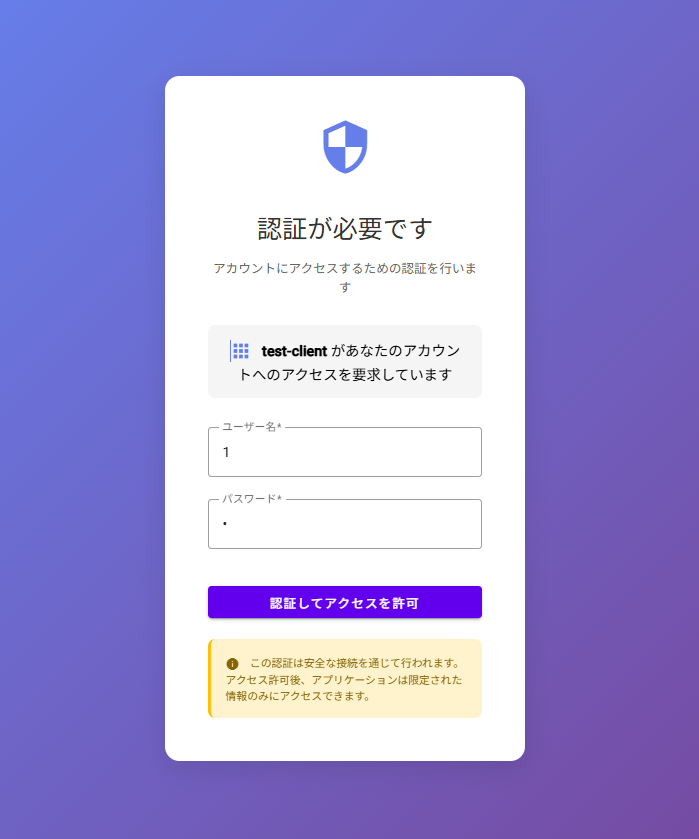 認証が必要です
アカウントにアクセスするための認証を行いま
す
test-client があなたのアカウン
トへのアクセスを要求しています
ユーザー名*
1
パスワード*
•
認証してアクセスを許可
この認証は安全な接続を通じて行われます。
アクセス許可後、アプリケーションは限定された
情報のみにアクセスできます。